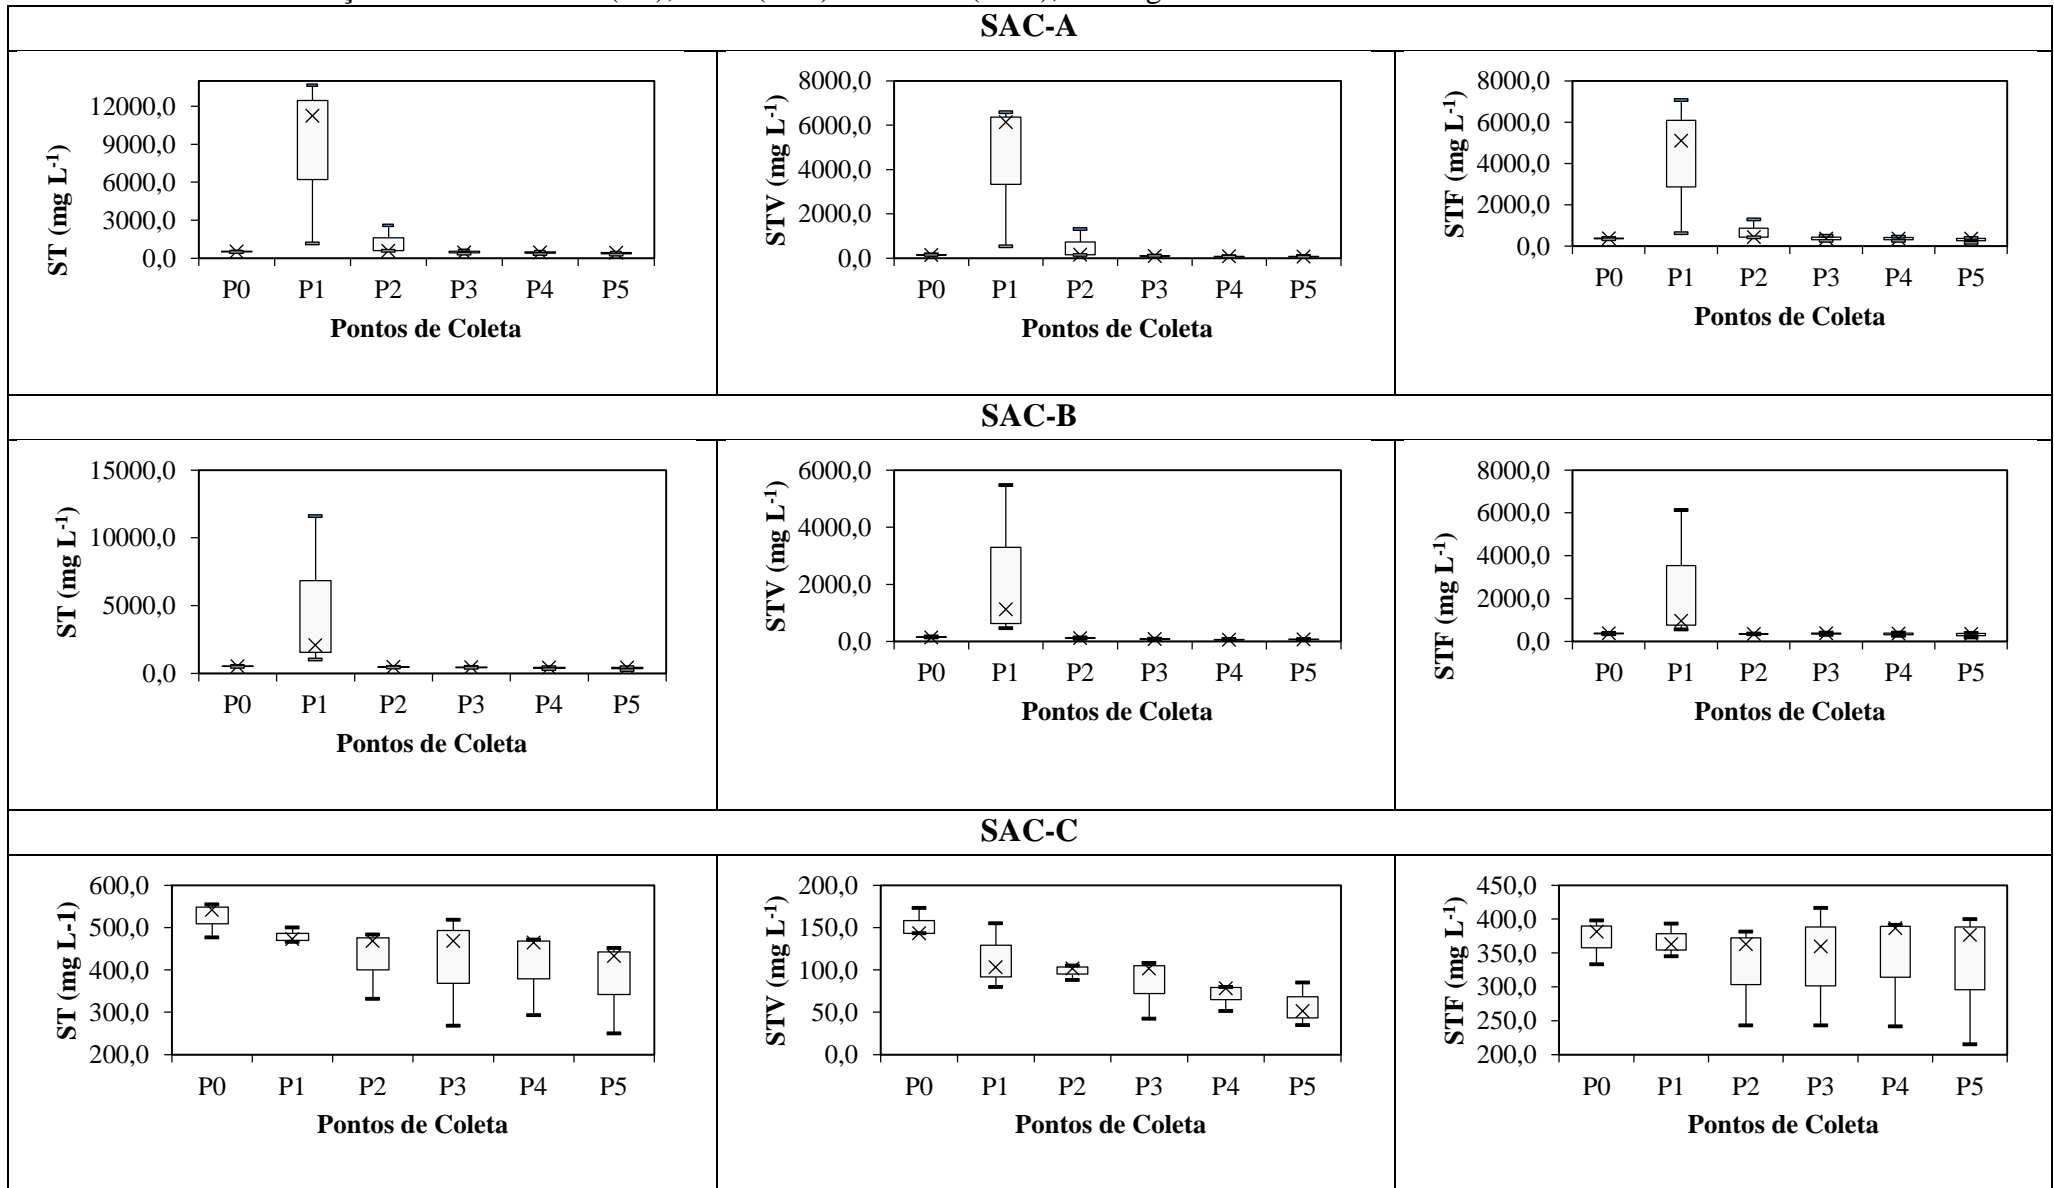 SAC-A
12000,0
9000,0
6000,0
3000,0
0,0
ST (mg L-1)
P0 P1 P2 P3 P4 P5
Pontos de Coleta
8000,0
6000,0
4000,0
2000,0
0,0
STV (mg L-1)
P0 P1 P2 P3 P4 P5
Pontos de Coleta
8000,0
6000,0
4000,0
2000,0
0,0
STF (mg L-1)
P0 P1 P2 P3 P4 P5
Pontos de Coleta
SAC-B
15000,0
10000,0
5000,0
0,0
ST (mg L-1)
P0 P1 P2 P3 P4 P5
Pontos de Coleta
6000,0
4000,0
2000,0
0,0
STV (mg L-1)
P0 P1 P2 P3 P4 P5
Pontos de Coleta
8000,0
6000,0
4000,0
2000,0
0,0
STF (mg L-1)
P0 P1 P2 P3 P4 P5
Pontos de Coleta
SAC-C
600,0
500,0
400,0
300,0
200,0
ST (mg L-1)
P0 P1 P2 P3 P4 P5
Pontos de Coleta
200,0
150,0
100,0
50,0
0,0
STV (mg L-1)
P0 P1 P2 P3 P4 P5
Pontos de Coleta
450,0
400,0
350,0
300,0
250,0
200,0
STF (mg L-1)
P0 P1 P2 P3 P4 P5
Pontos de Coleta